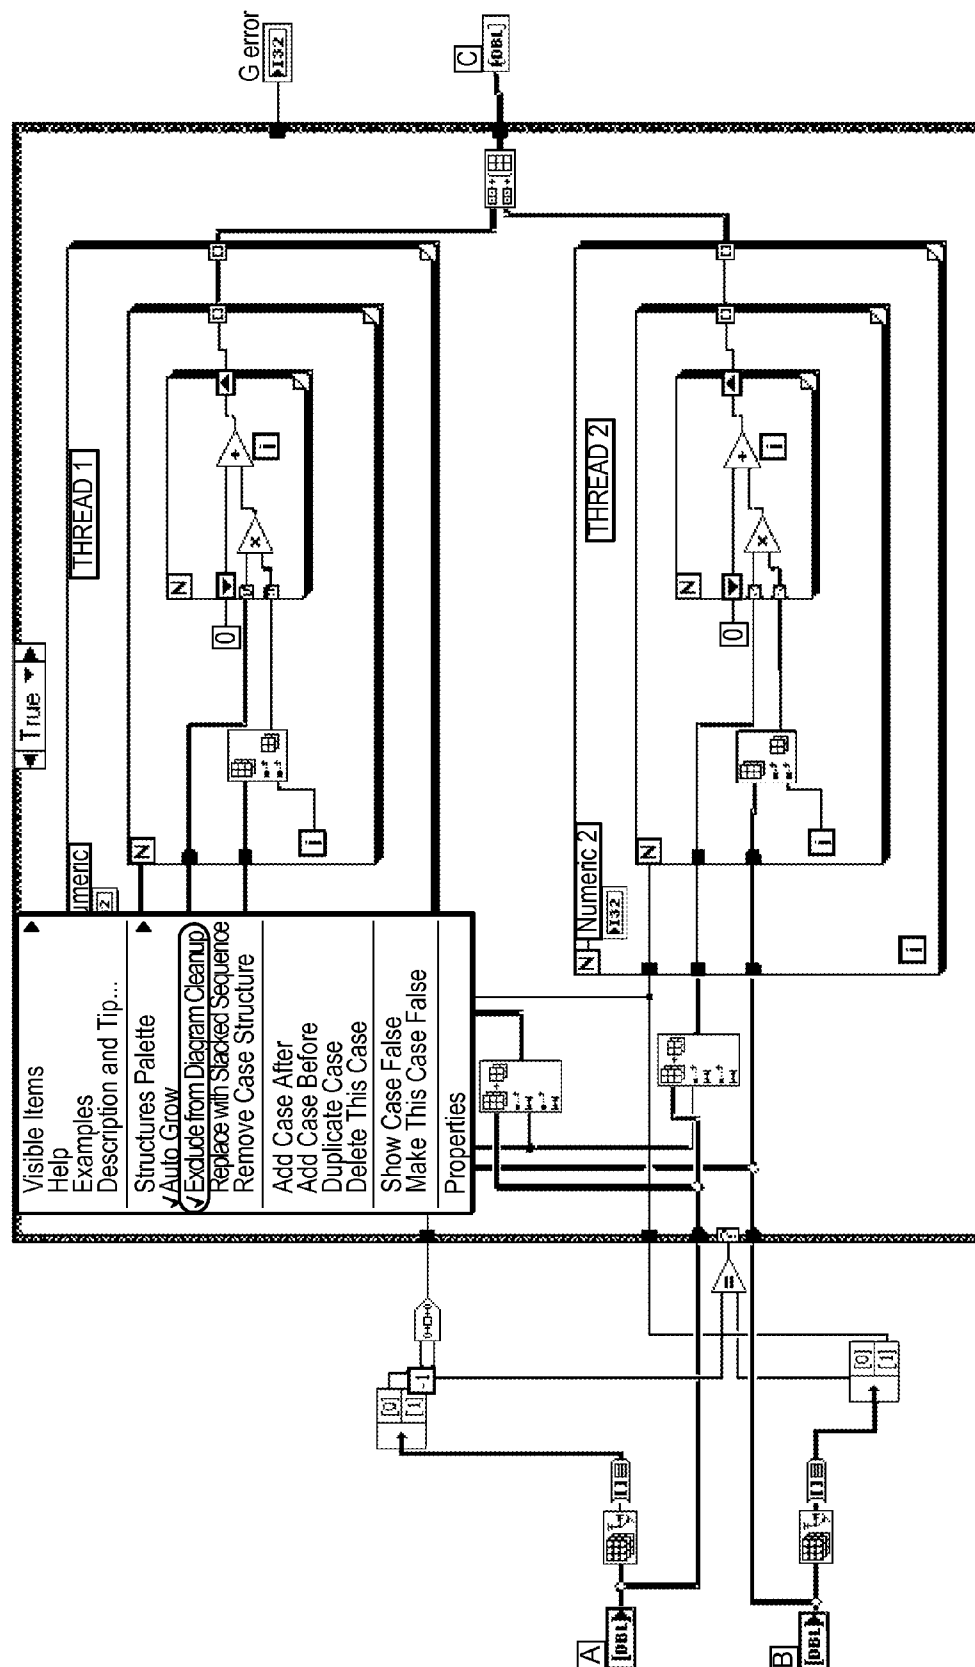 True
G error
I32
C
[DBL]
THREAD 1
N
N
0
i
i
umeric
32
Visible Items
Help
Examples
Description and Tip...
Structures Palette
✓Auto Grow
✓Exclude from Diagram Cleanup
Replace with Stacked Sequence
Remove Case Structure
Add Case After
Add Case Before
Duplicate Case
Delete This Case
Show Case False
Make This Case False
Properties
THREAD 2
N
N
N
0
i
i
i
Numeric 2
I32
[0]
[1]
-1
[0]
[1]
A
[DBL]
B
[DBL]